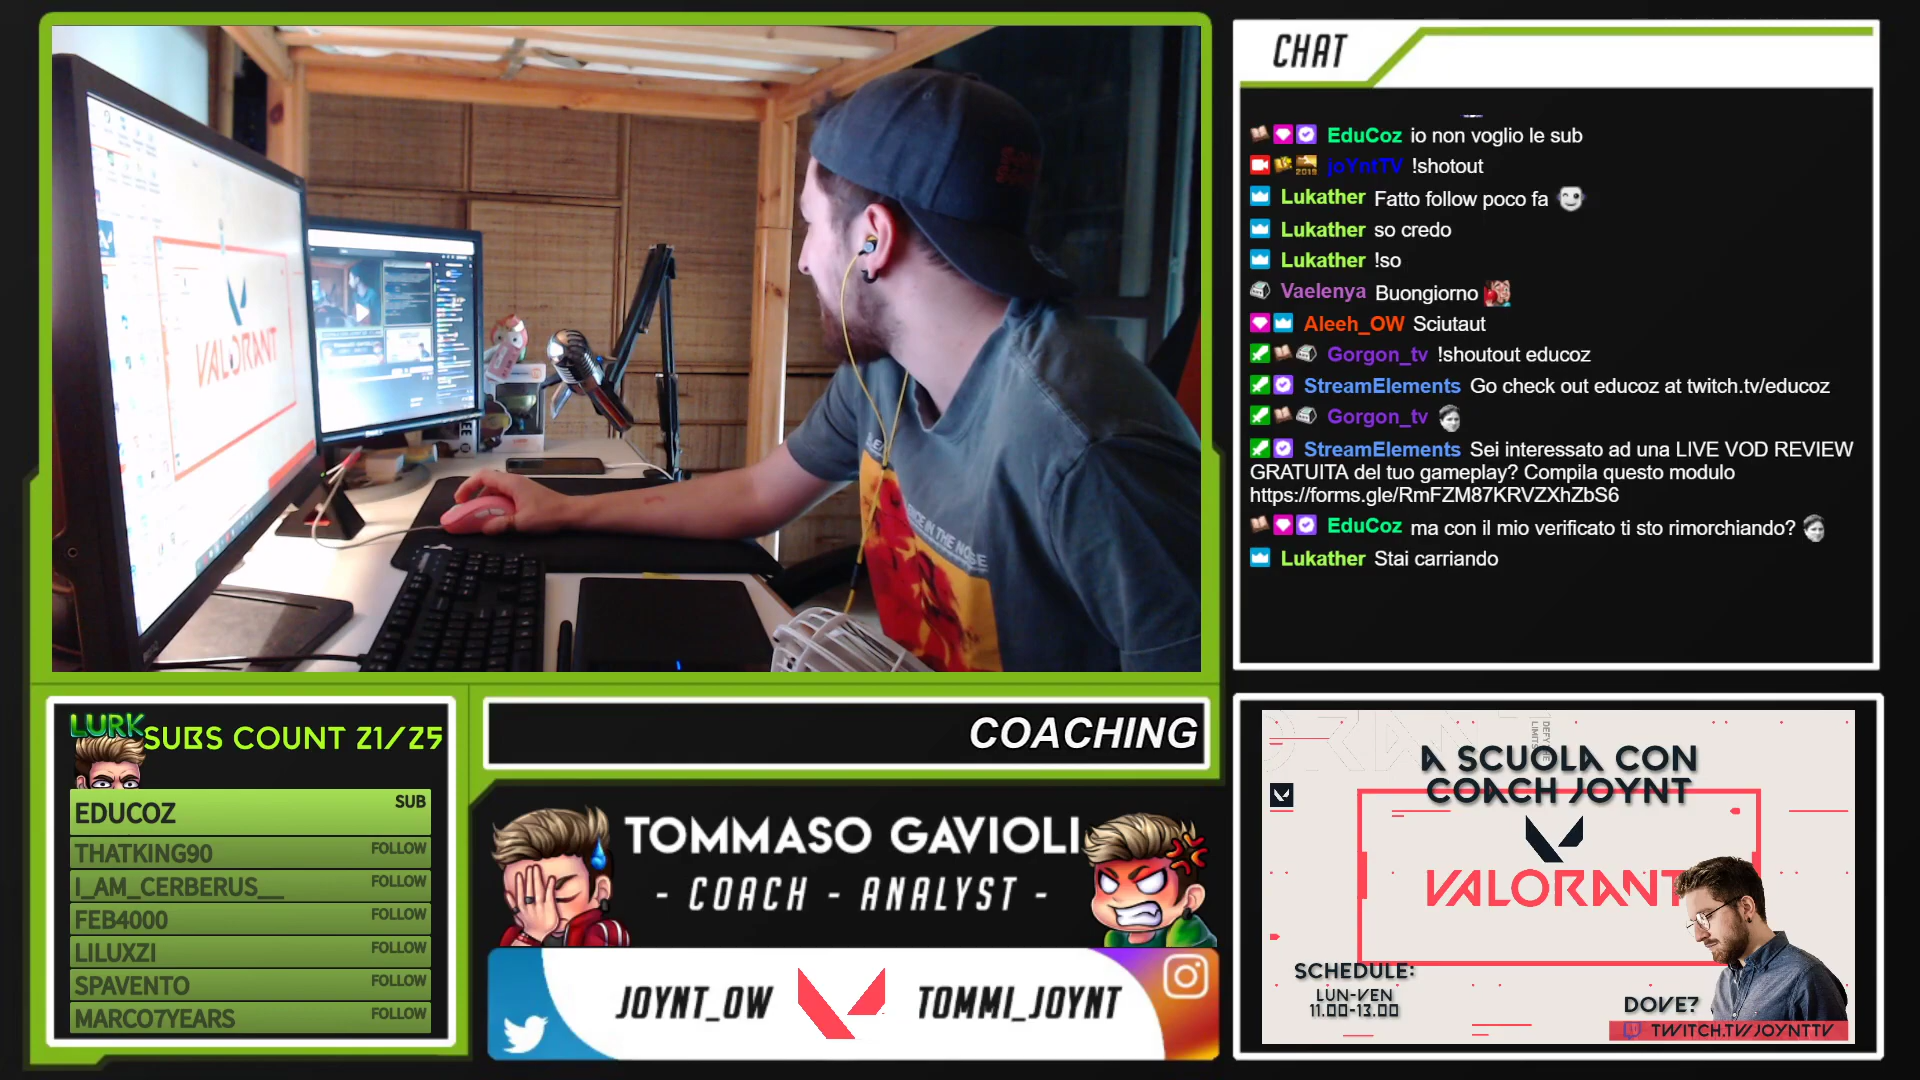 CHAT
EduCoz io non voglio le sub
2019 joYntTV !shotout
Lukather Fatto follow poco fa
Lukather so credo
Lukather !so
Vaelenya Buongiorno
Aleeh_OW Sciutaut
Gorgon_tv !shoutout educoz
StreamElements Go check out educoz at twitch.tv/educoz
Gorgon_tv
StreamElements Sei interessato ad una LIVE VOD REVIEW
GRATUITA del tuo gameplay? Compila questo modulo
https://forms.gle/RmFZM87KRVZXhZbS6
EduCoz ma con il mio verificato ti sto rimorchiando?
Lukather Stai carriando
VALORANT
LURK
SUBS COUNT 21/25
EDUCOZ SUB
THATKING90 FOLLOW
I_AM_CERBERUS__ FOLLOW
FEB4000 FOLLOW
LILUXZI FOLLOW
SPAVENTO FOLLOW
MARCO7YEARS FOLLOW
COACHING
TOMMASO GAVIOLI
- COACH - ANALYST -
JOYNT_OW TOMMI_JOYNT
DEFY THE
LIMITS
A SCUOLA CON
COACH JOYNT
VALORANT
SCHEDULE:
LUN-VEN
11.00-13.00
DOVE?
TWITCH.TV/JOYNTTV